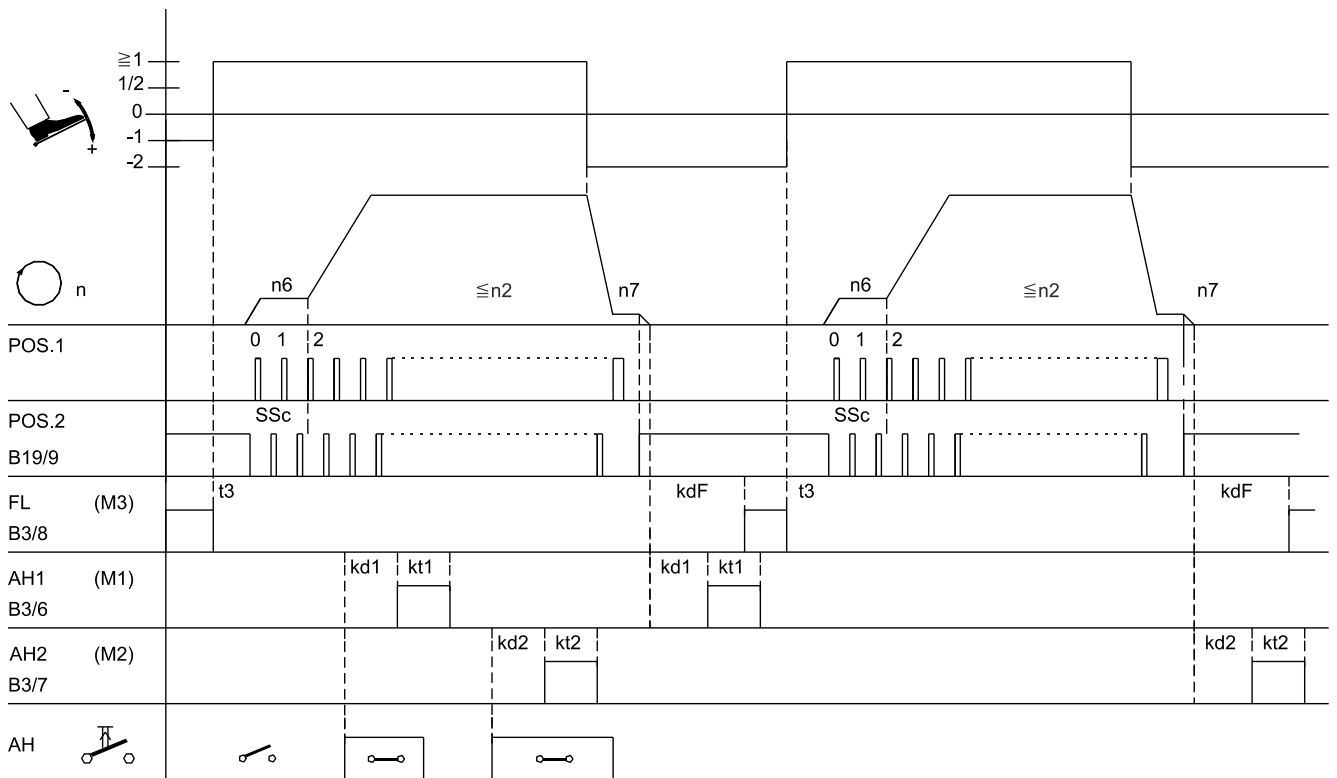 ≧1
1/2
0
-1
-2
-
+
n
n6 ≦n2 n7 n6 ≦n2 n7
POS.1
0 1 2 0 1 2
POS.2
SSc SSc
B19/9
FL (M3)
t3 kdF t3 kdF
B3/8
AH1 (M1)
kd1 kt1 kd1 kt1
B3/6
AH2 (M2)
kd2 kt2 kd2 kt2
B3/7
AH